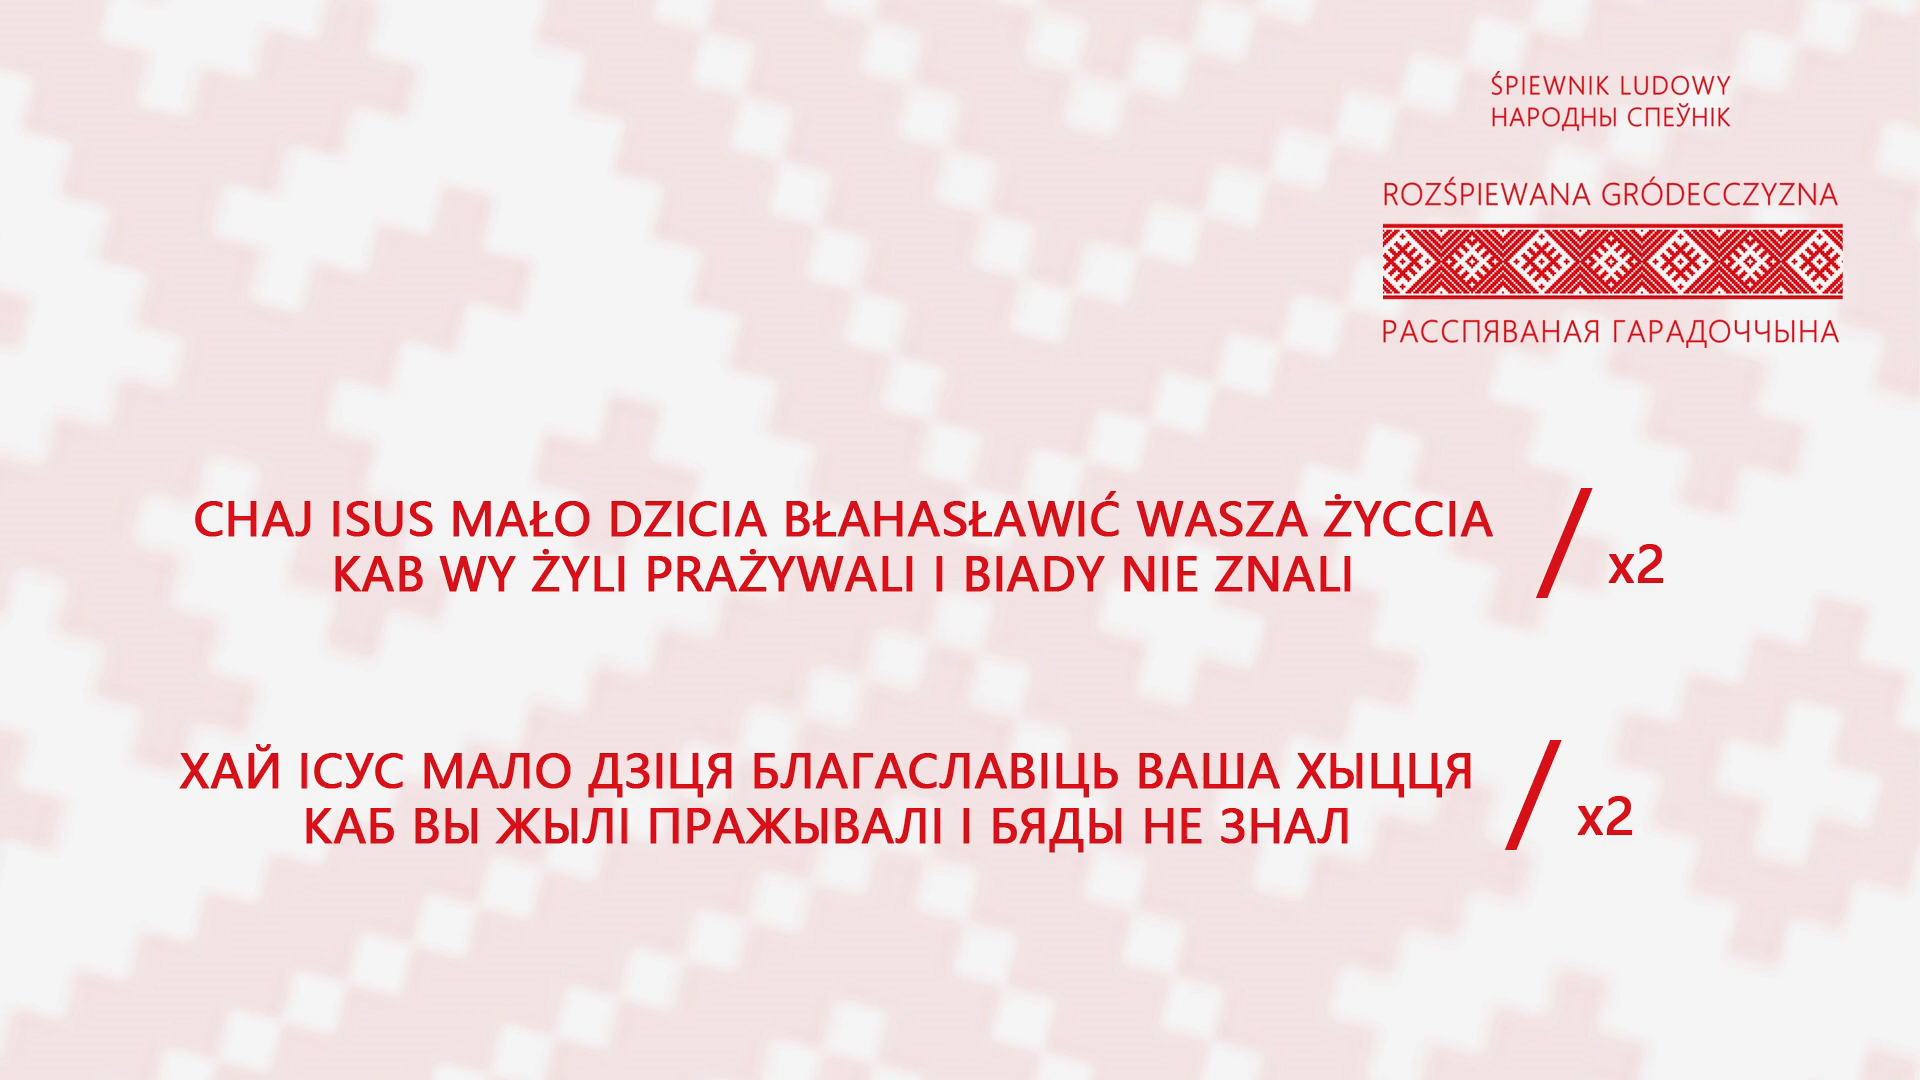 ŚPIEWNIK LUDOWY
НАРОДНЫ СПЕЎНІК
ROZŚPIEWANA GRÓDECCZYZNA
РАССПЯВАНАЯ ГАРАДОЧЧЫНА
CHAJ ISUS MAŁO DZICIA BŁAHASŁAWIĆ WASZA ŻYCCIA
KAB WY ŻYLI PRAŻYWALI I BIADY NIE ZNALI
/ x2
ХАЙ ІСУС МАЛО ДЗІЦЯ БЛАГАСЛАВІЦЬ ВАША ХЫЦЦЯ
КАБ ВЫ ЖЫЛІ ПРАЖЫВАЛІ І БЯДЫ НЕ ЗНАЛ
/ x2